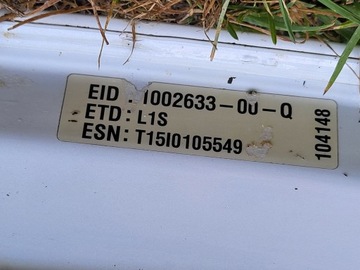 EID : 1002633-00-Q
ETD : L1S
ESN: T15I0105549
104148